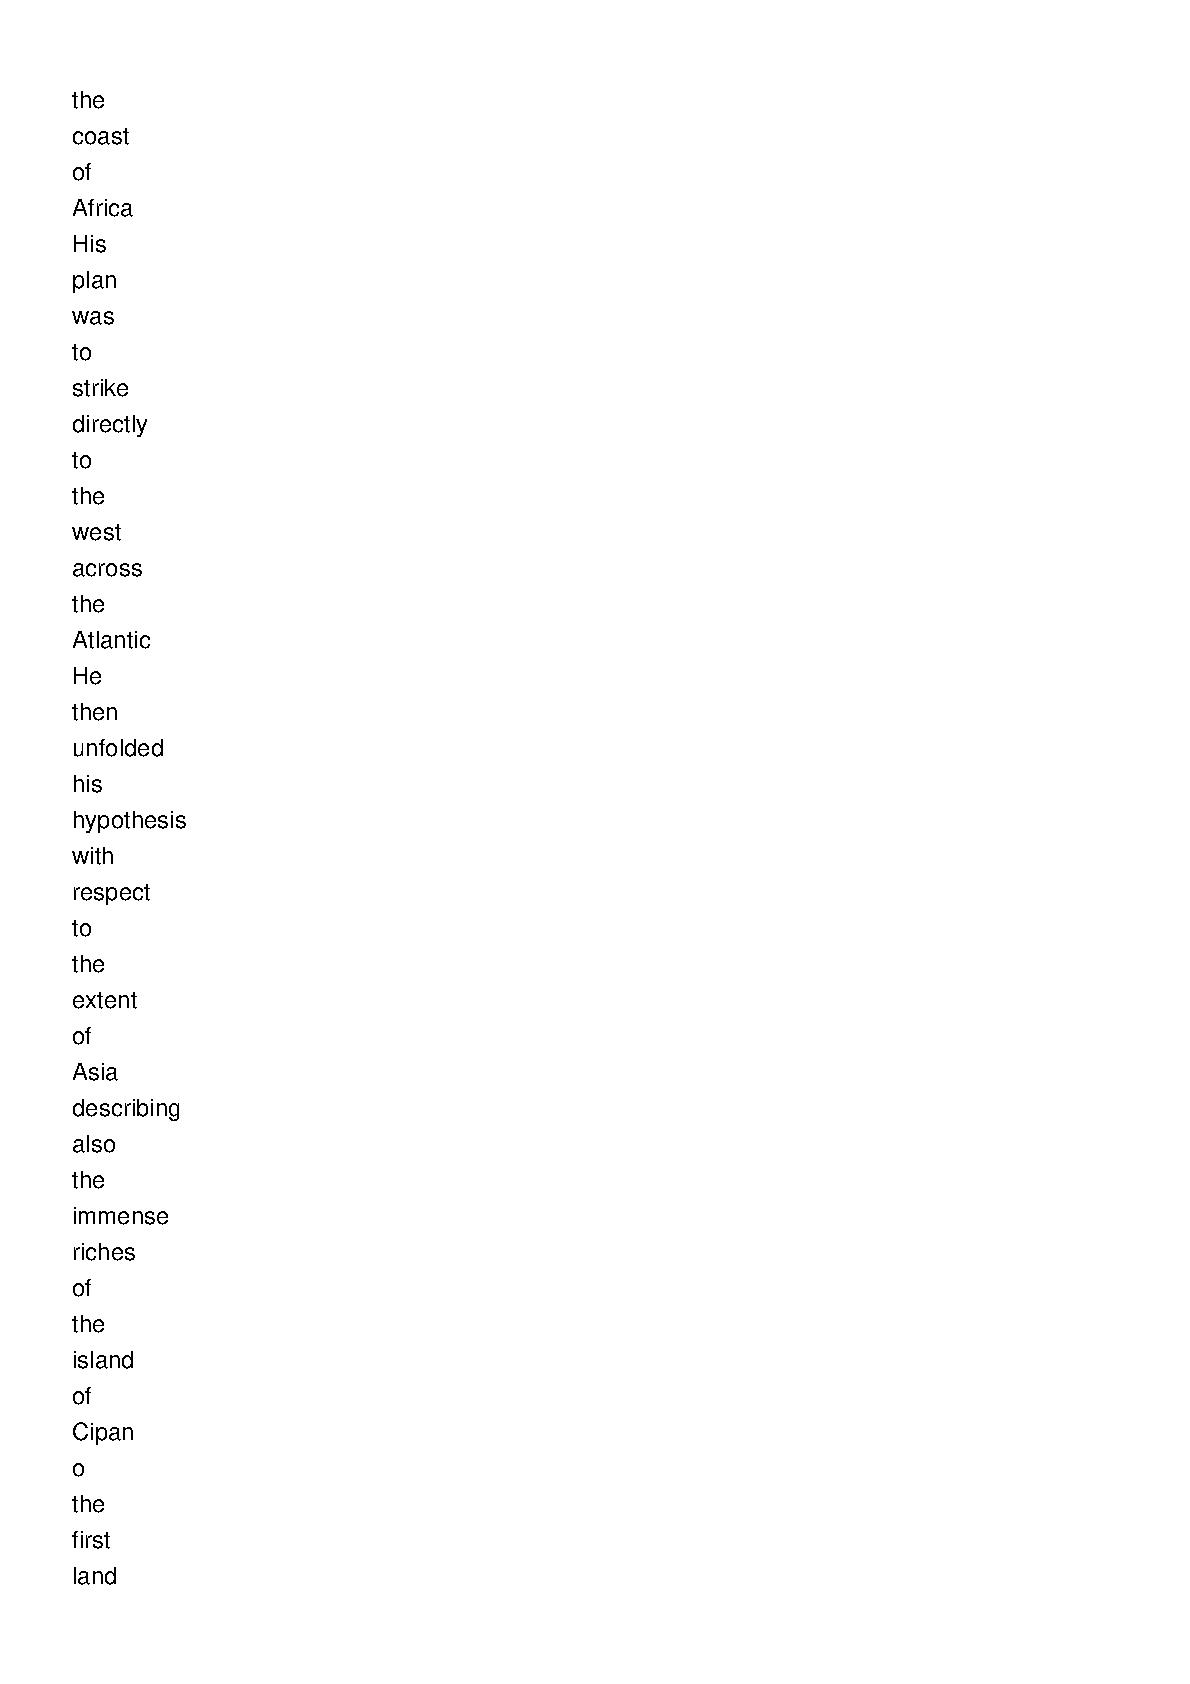 the
coast
of
Africa
His
plan
was
to
strike
directly
to
the
west
across
the
Atlantic
He
then
unfolded
his
hypothesis
with
respect
to
the
extent
of
Asia
describing
also
the
immense
riches
of
the
island
of
Cipan
o
the
first
land